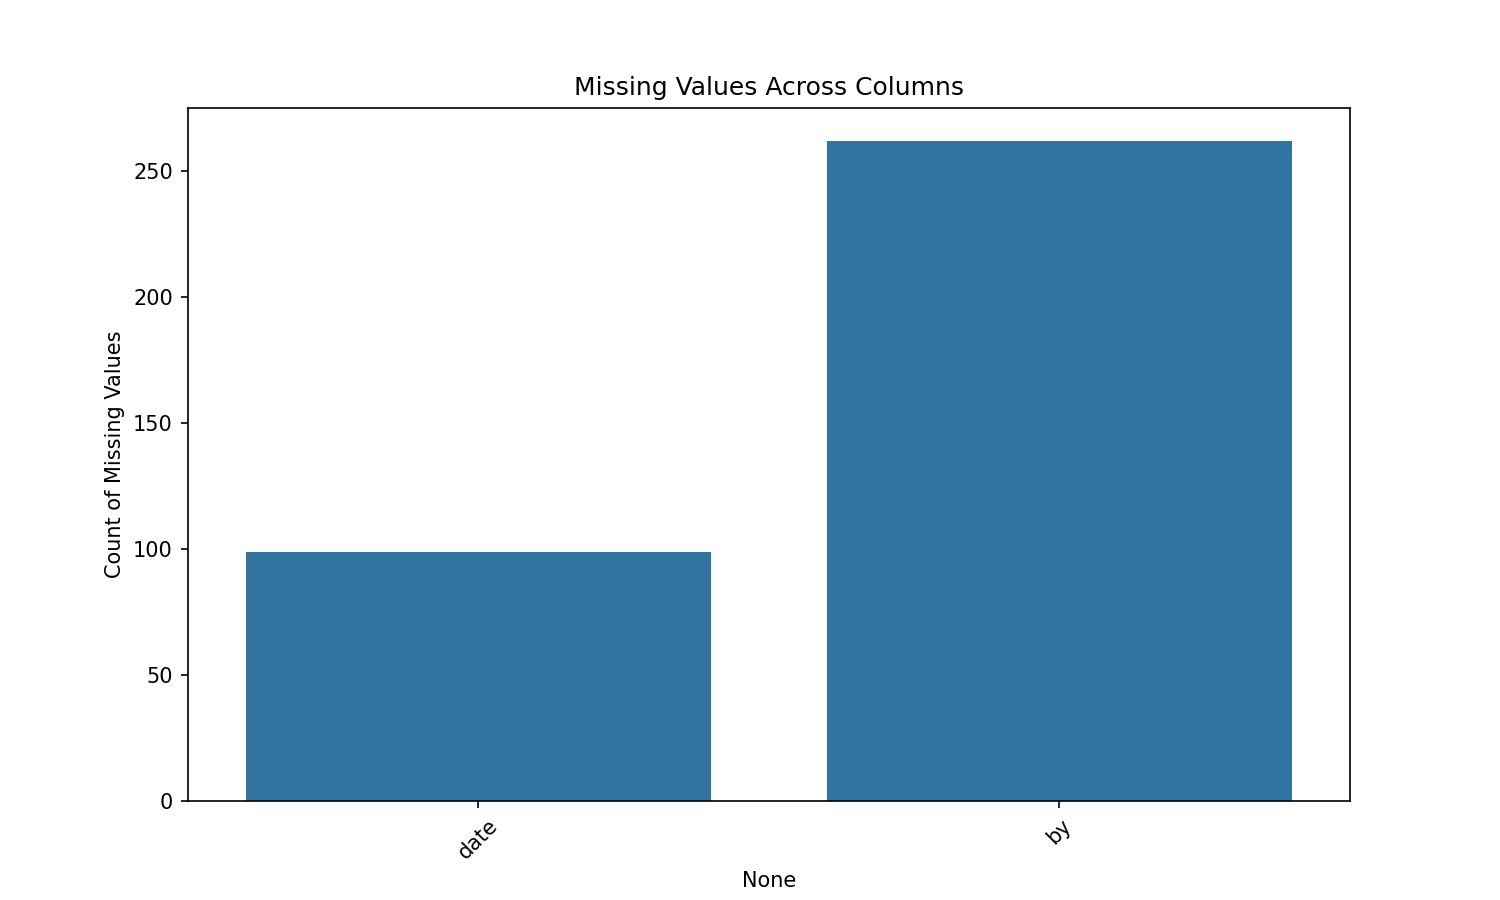 Missing Values Across Columns
Count of Missing Values
250
200
150
100
50
0
date
by
None